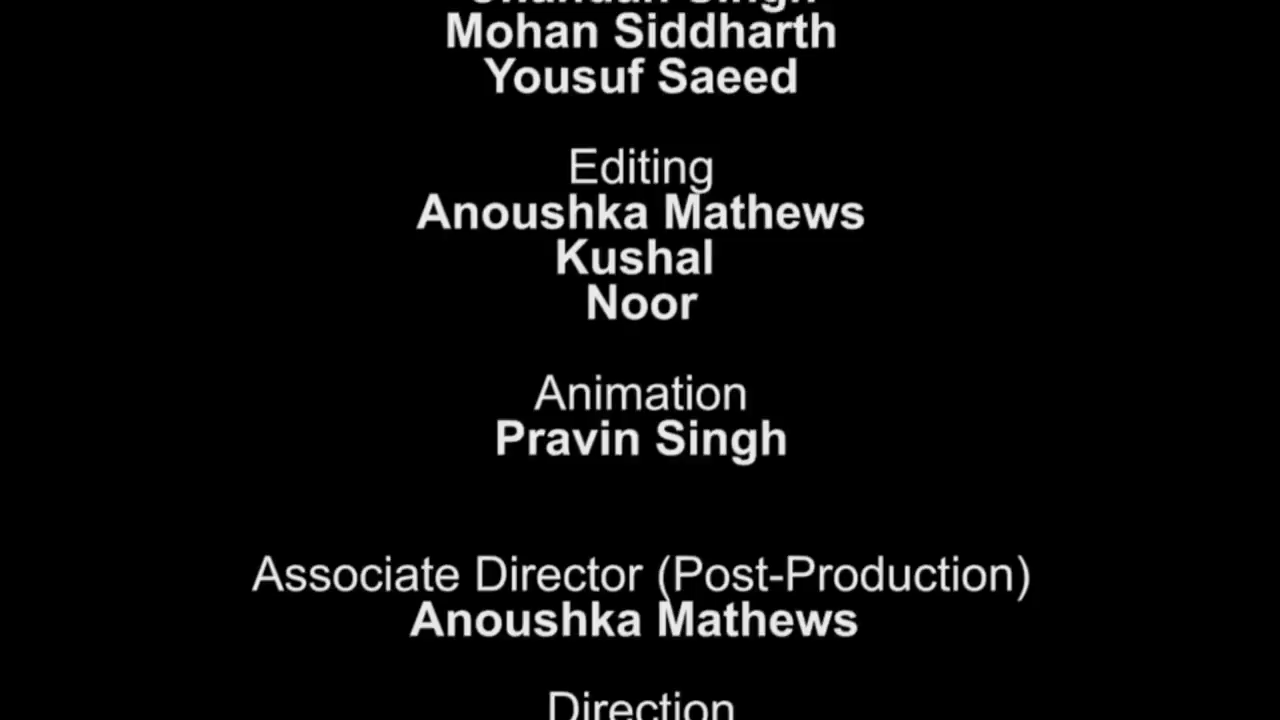 Singh
Mohan Siddharth
Yousuf Saeed
Editing
Anoushka Mathews
Kushal
Noor
Animation
Pravin Singh
Associate Director (Post-Production)
Anoushka Mathews
Direction